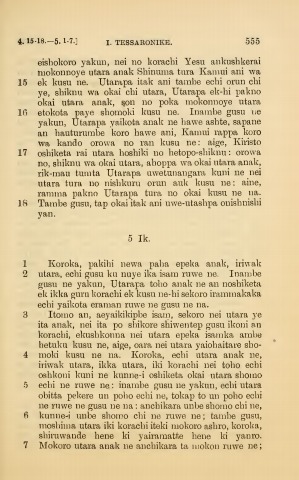 4. 15-18.—5. 1-7.] I. TESSARONIKE. 555
eishokoro yakun, nei no korachi Yesu ankushkerai
mokonnoye utara anak Shinuma tura Kamui ani wa
15 ek kusu ne. Utarapa itak ani tambe echi orun chi
ye, shiknu wa okai chi utara, Utarapa ek-hi pakno
okai utara anak, son no poka mokonnoye utara
16 etokota paye shomoki kusu ne. Inambe gusu ne
yakun, Utarapa yaikota anak ne hawe ashte, sapane
an hauturumbe koro hawe ani, Kamui rappa koro
wa kando orowa no ran kusu ne: aige, Kiristo
17 oshiketa rai utara hoshiki no hetopo-shiknu: orowa
no, shiknu wa okai utara, ahoppa wa okai utara anak,
rik-mau tumta Utarapa uwetunangara kuni ne nei
utara tura no nishkuru orun auk kusu ne: aine,
ramma pakno Utarapa tura no okai kusu ne na.
18 Tambe gusu, tap okai itak ani uwe-utashpa onishnishi
yan.
5 Ik.
1 Koroka, pakihi newa paha epeka anak, iriwak
2 utara, echi gusu ku nuye ika isam ruwe ne. Inambe
gusu ne yakun, Utarapa toho anak ne an noshiketa
ek ikka guru korachi ek kusu ne-hi sekoro irammakaka
echi yaikota eraman ruwe ne gusu ne na.
3 Itomo an, aeyaikikipbe isam, sekoro nei utara ye
ita anak, nei ita po shikore shiwentep gusu ikoni an
korachi, ekushkonna nei utara epeka isamka ambe
hetuku kusu ne, aige, oara nei utara yaiohaitare sho-
4 moki kusu ne na. Koroka, echi utara anak ne,
iriwak utara, ikka utara, iki korachi nei toho echi
oshkoni kuni ne kunne-i oshiketa okai utara shomo
5 echi ne ruwe ne: inambe gusu ne yakun, echi utara
obitta pekere un poho echi ne, tokap to un poho echi
ne ruwe ne gusu ne na: anchikara unbe shomo chi ne,
6 kunne-i unbe shomo chi ne ruwe ne; tambe gusu,
moshima utara iki korachi iteki mokoro ashro, koroka,
shiruwande hene ki yairamatte hene ki yanro.
7 Mokoro utara anak ne anchikara ta mokon ruwe ne;